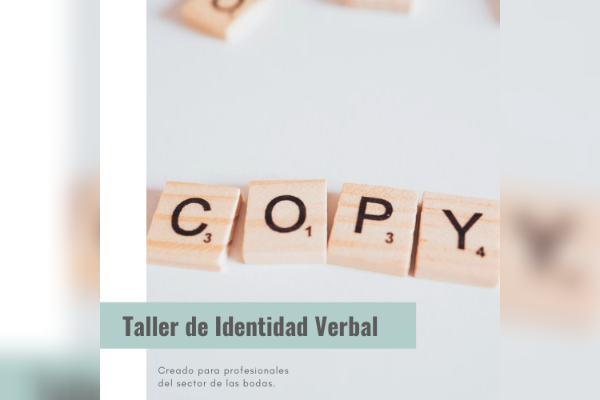 C3 O1 P3 Y4
Taller de Identidad Verbal
Creado para profesionales
del sector de las bodas.